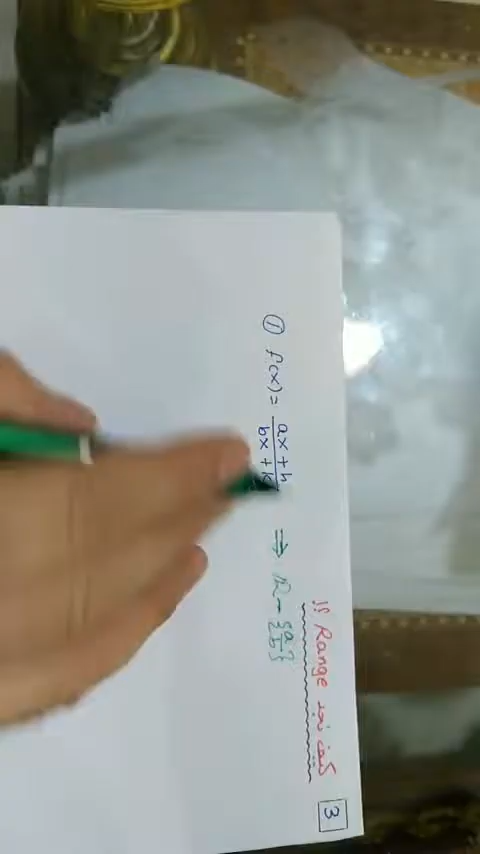 3
كيف نجد Range !!
① f(x) = ax + h / bx + k ⇒ R - {a/b}